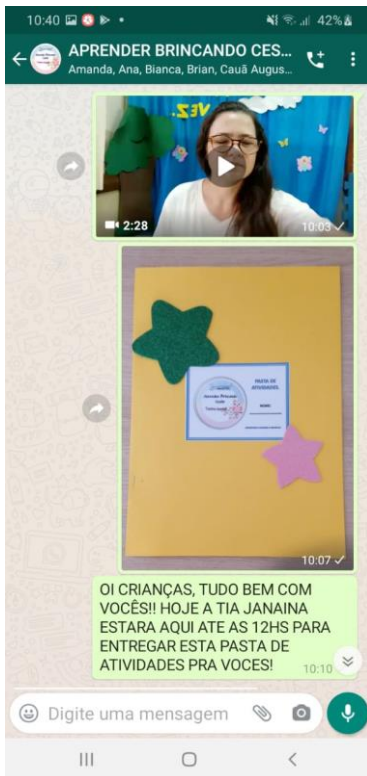 10:40
42%
APRENDER BRINCANDO CES...
Amanda, Ana, Bianca, Brian, Cauã Augus...
VEZ.
2:28
10:03
PASTA DE
ATIVIDADES
NOME:
10:07
OI CRIANÇAS, TUDO BEM COM
VOCÊS!! HOJE A TIA JANAINA
ESTARA AQUI ATE AS 12HS PARA
ENTREGAR ESTA PASTA DE
ATIVIDADES PRA VOCES!
10:10
Digite uma mensagem